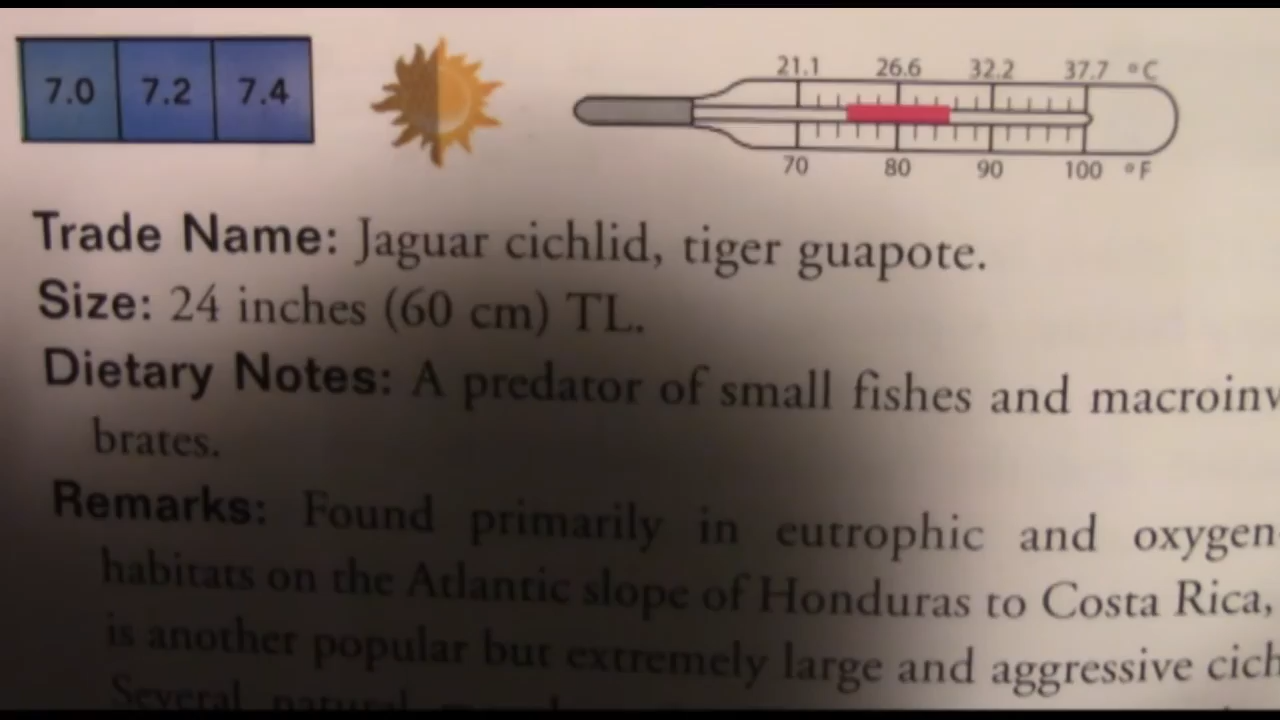 7.0 7.2 7.4
21.1 26.6 32.2 37.7 °C
70 80 90 100 °F
Trade Name: Jaguar cichlid, tiger guapote.
Size: 24 inches (60 cm) TL.
Dietary Notes: A predator of small fishes and macroinv
brates.
Remarks: Found primarily in eutrophic and oxygen-
habitats on the Atlantic slope of Honduras to Costa Rica,
is another popular but extremely large and aggressive cich
Several natural